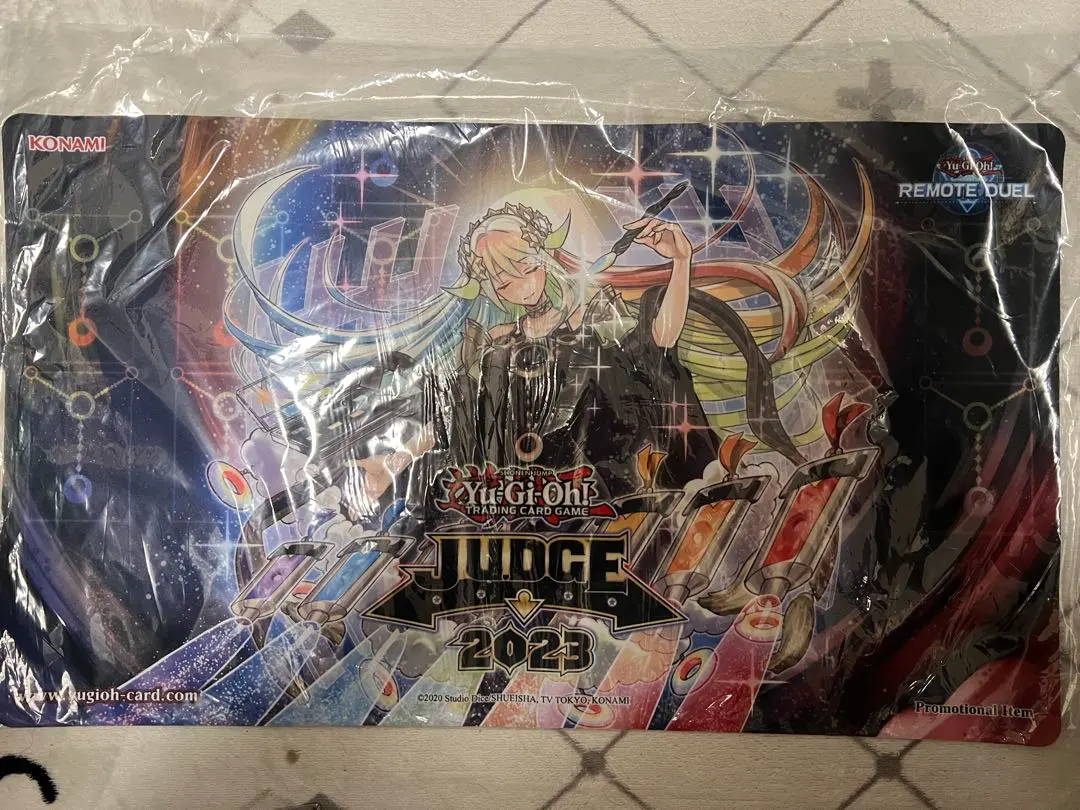 KONAMI
Yu-Gi-Oh!
REMOTE DUEL
SHONEN JUMP
Yu-Gi-Oh!
TRADING CARD GAME
JUDGE
2023
www.yugioh-card.com
©2020 Studio Dice/SHUEISHA, TV TOKYO, KONAMI
Promotional Item